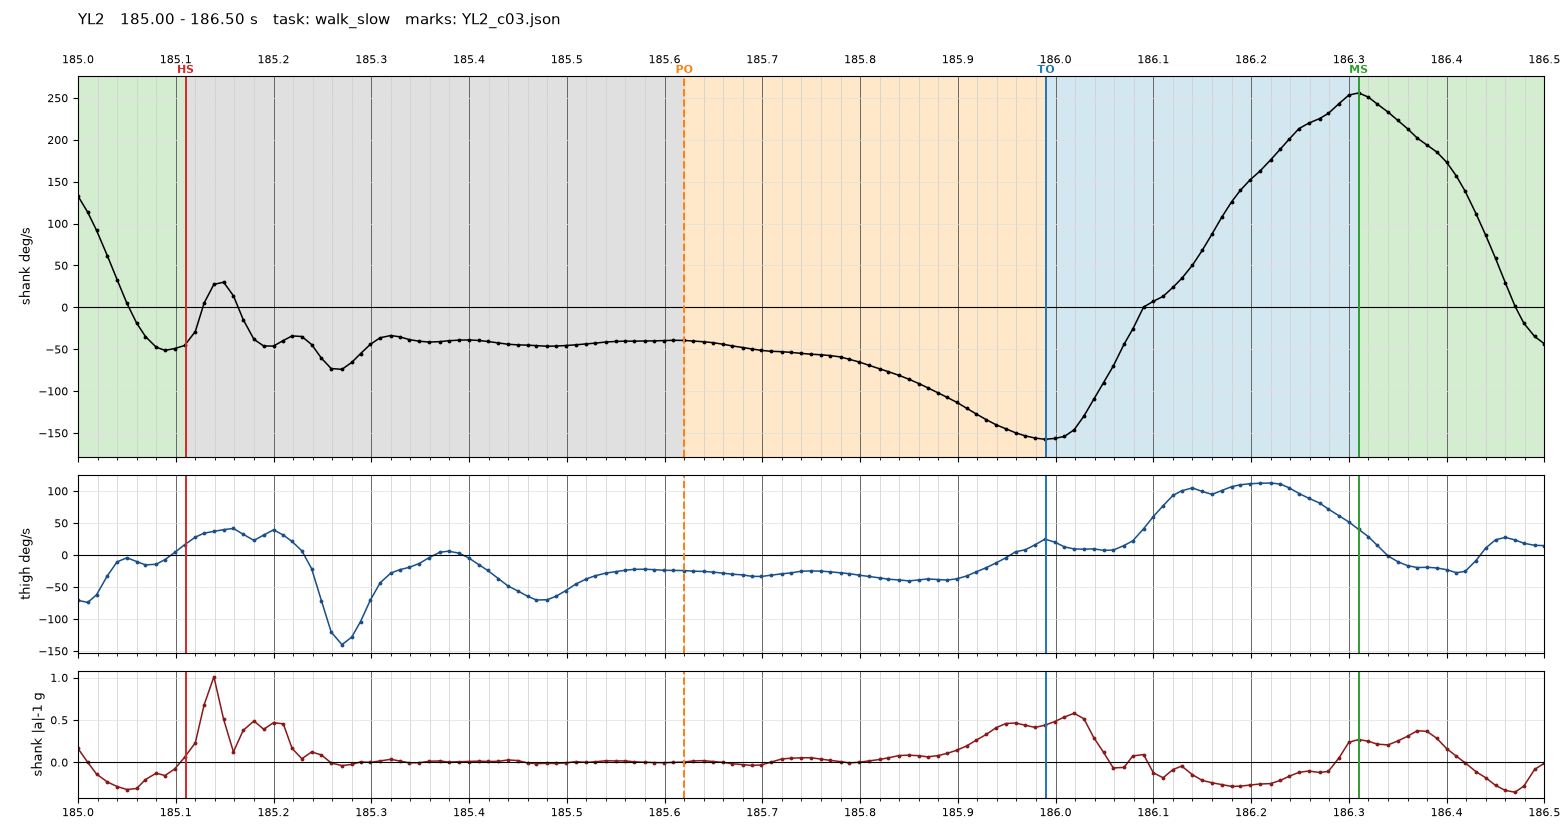 YL2   185.00 - 186.50 s   task: walk_slow   marks: YL2_c03.json
185.0 185.1 185.2 185.3 185.4 185.5 185.6 185.7 185.8 185.9 186.0 186.1 186.2 186.3 186.4 186.5
HS PO TO MS
shank deg/s
250
200
150
100
50
0
−50
−100
−150
thigh deg/s
100
50
0
−50
−100
−150
shank |a|-1 g
1.0
0.5
0.0
185.0 185.1 185.2 185.3 185.4 185.5 185.6 185.7 185.8 185.9 186.0 186.1 186.2 186.3 186.4 186.5